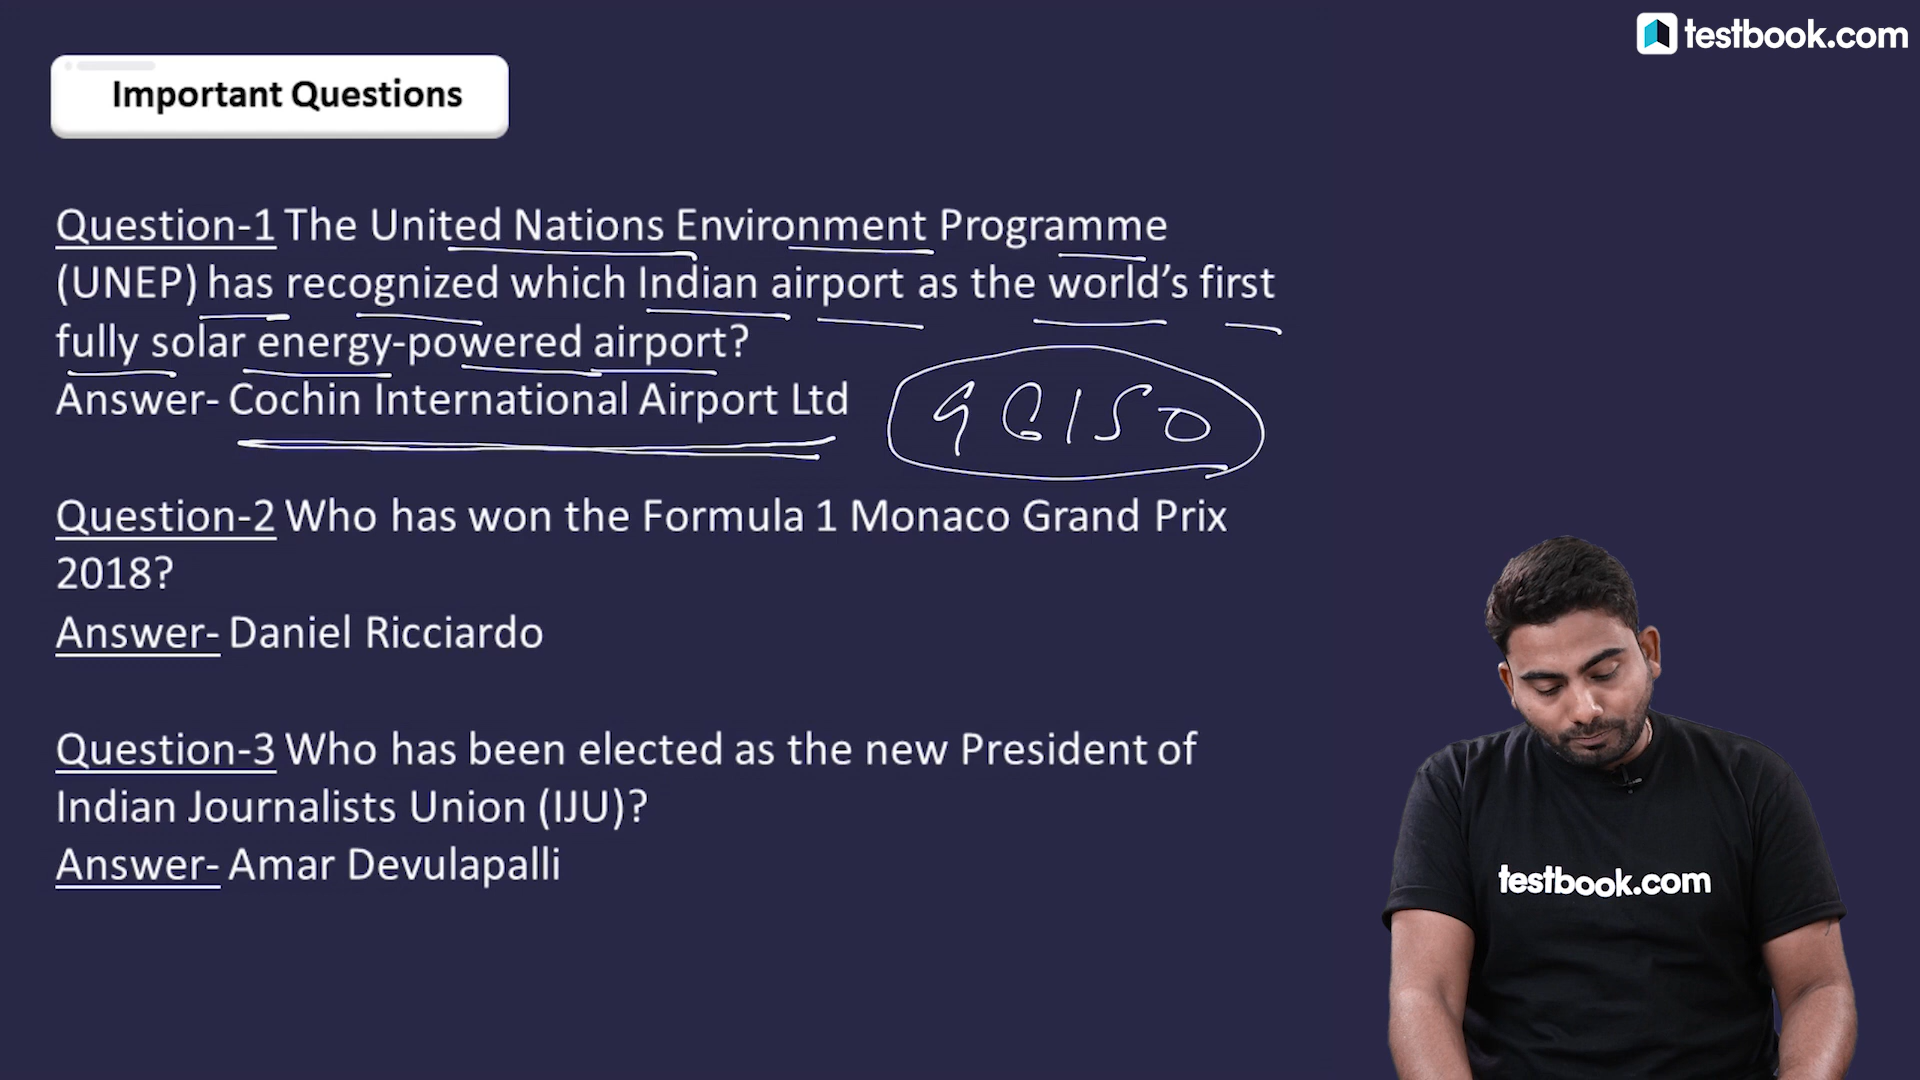 testbook.com
Important Questions
Question-1 The United Nations Environment Programme
(UNEP) has recognized which Indian airport as the world’s first
fully solar energy-powered airport?
Answer- Cochin International Airport Ltd
Question-2 Who has won the Formula 1 Monaco Grand Prix
2018?
Answer- Daniel Ricciardo
Question-3 Who has been elected as the new President of
Indian Journalists Union (IJU)?
Answer- Amar Devulapalli
testbook.com